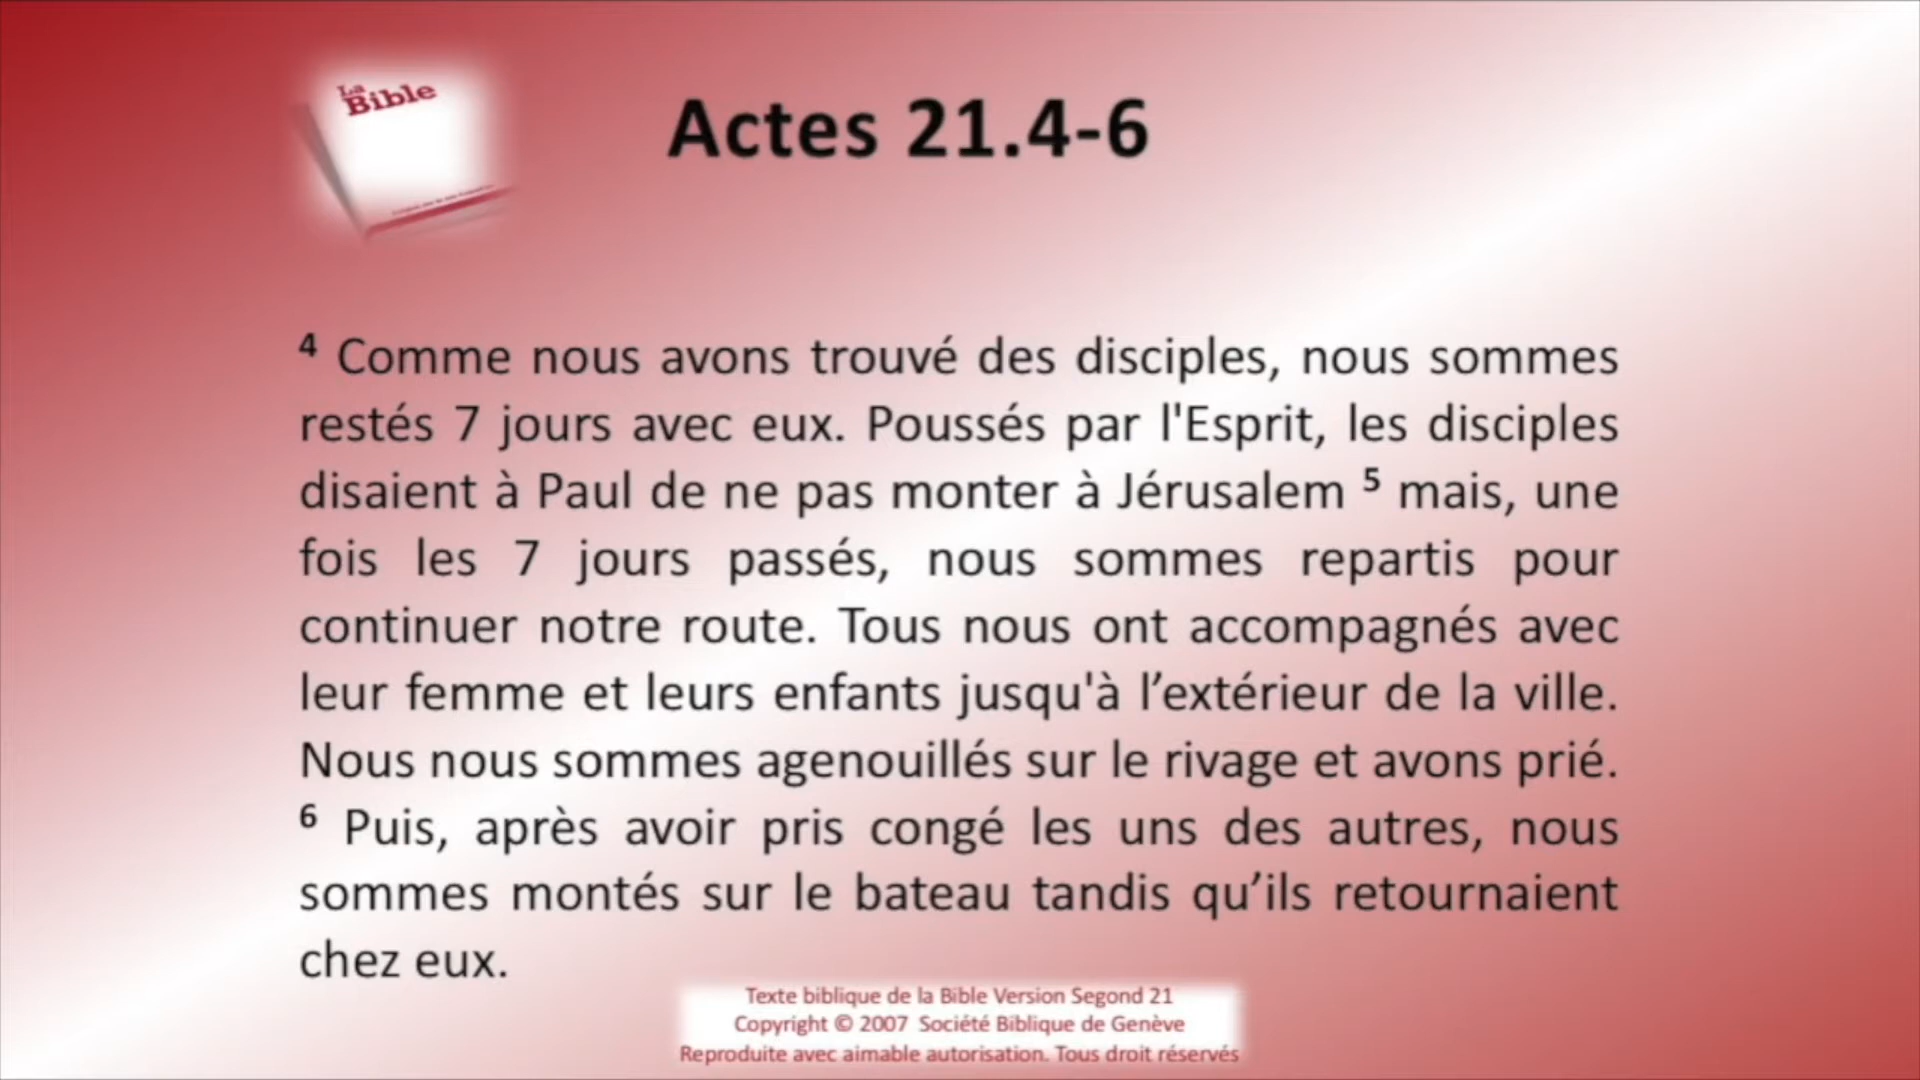 La
Bible
Actes 21.4-6
4 Comme nous avons trouvé des disciples, nous sommes
restés 7 jours avec eux. Poussés par l'Esprit, les disciples
disaient à Paul de ne pas monter à Jérusalem 5 mais, une
fois les 7 jours passés, nous sommes repartis pour
continuer notre route. Tous nous ont accompagnés avec
leur femme et leurs enfants jusqu'à l’extérieur de la ville.
Nous nous sommes agenouillés sur le rivage et avons prié.
6 Puis, après avoir pris congé les uns des autres, nous
sommes montés sur le bateau tandis qu’ils retournaient
chez eux.
Texte biblique de la Bible Version Segond 21
Copyright © 2007 Société Biblique de Genève
Reproduite avec aimable autorisation. Tous droit réservés